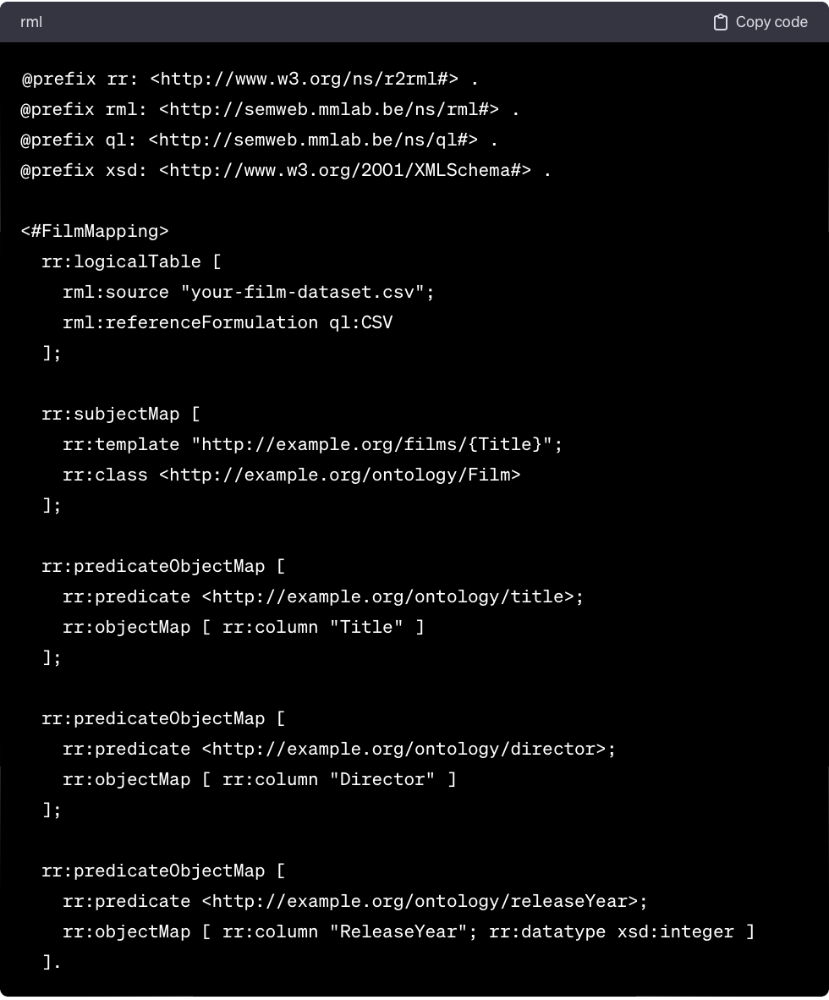 rml
Copy code
@prefix rr: <http://www.w3.org/ns/r2rml#> .
@prefix rml: <http://semweb.mmlab.be/ns/rml#> .
@prefix ql: <http://semweb.mmlab.be/ns/ql#> .
@prefix xsd: <http://www.w3.org/2001/XMLSchema#> .

<#FilmMapping>
  rr:logicalTable [
    rml:source "your-film-dataset.csv";
    rml:referenceFormulation ql:CSV
  ];

  rr:subjectMap [
    rr:template "http://example.org/films/{Title}";
    rr:class <http://example.org/ontology/Film>
  ];

  rr:predicateObjectMap [
    rr:predicate <http://example.org/ontology/title>;
    rr:objectMap [ rr:column "Title" ]
  ];

  rr:predicateObjectMap [
    rr:predicate <http://example.org/ontology/director>;
    rr:objectMap [ rr:column "Director" ]
  ];

  rr:predicateObjectMap [
    rr:predicate <http://example.org/ontology/releaseYear>;
    rr:objectMap [ rr:column "ReleaseYear"; rr:datatype xsd:integer ]
  ].